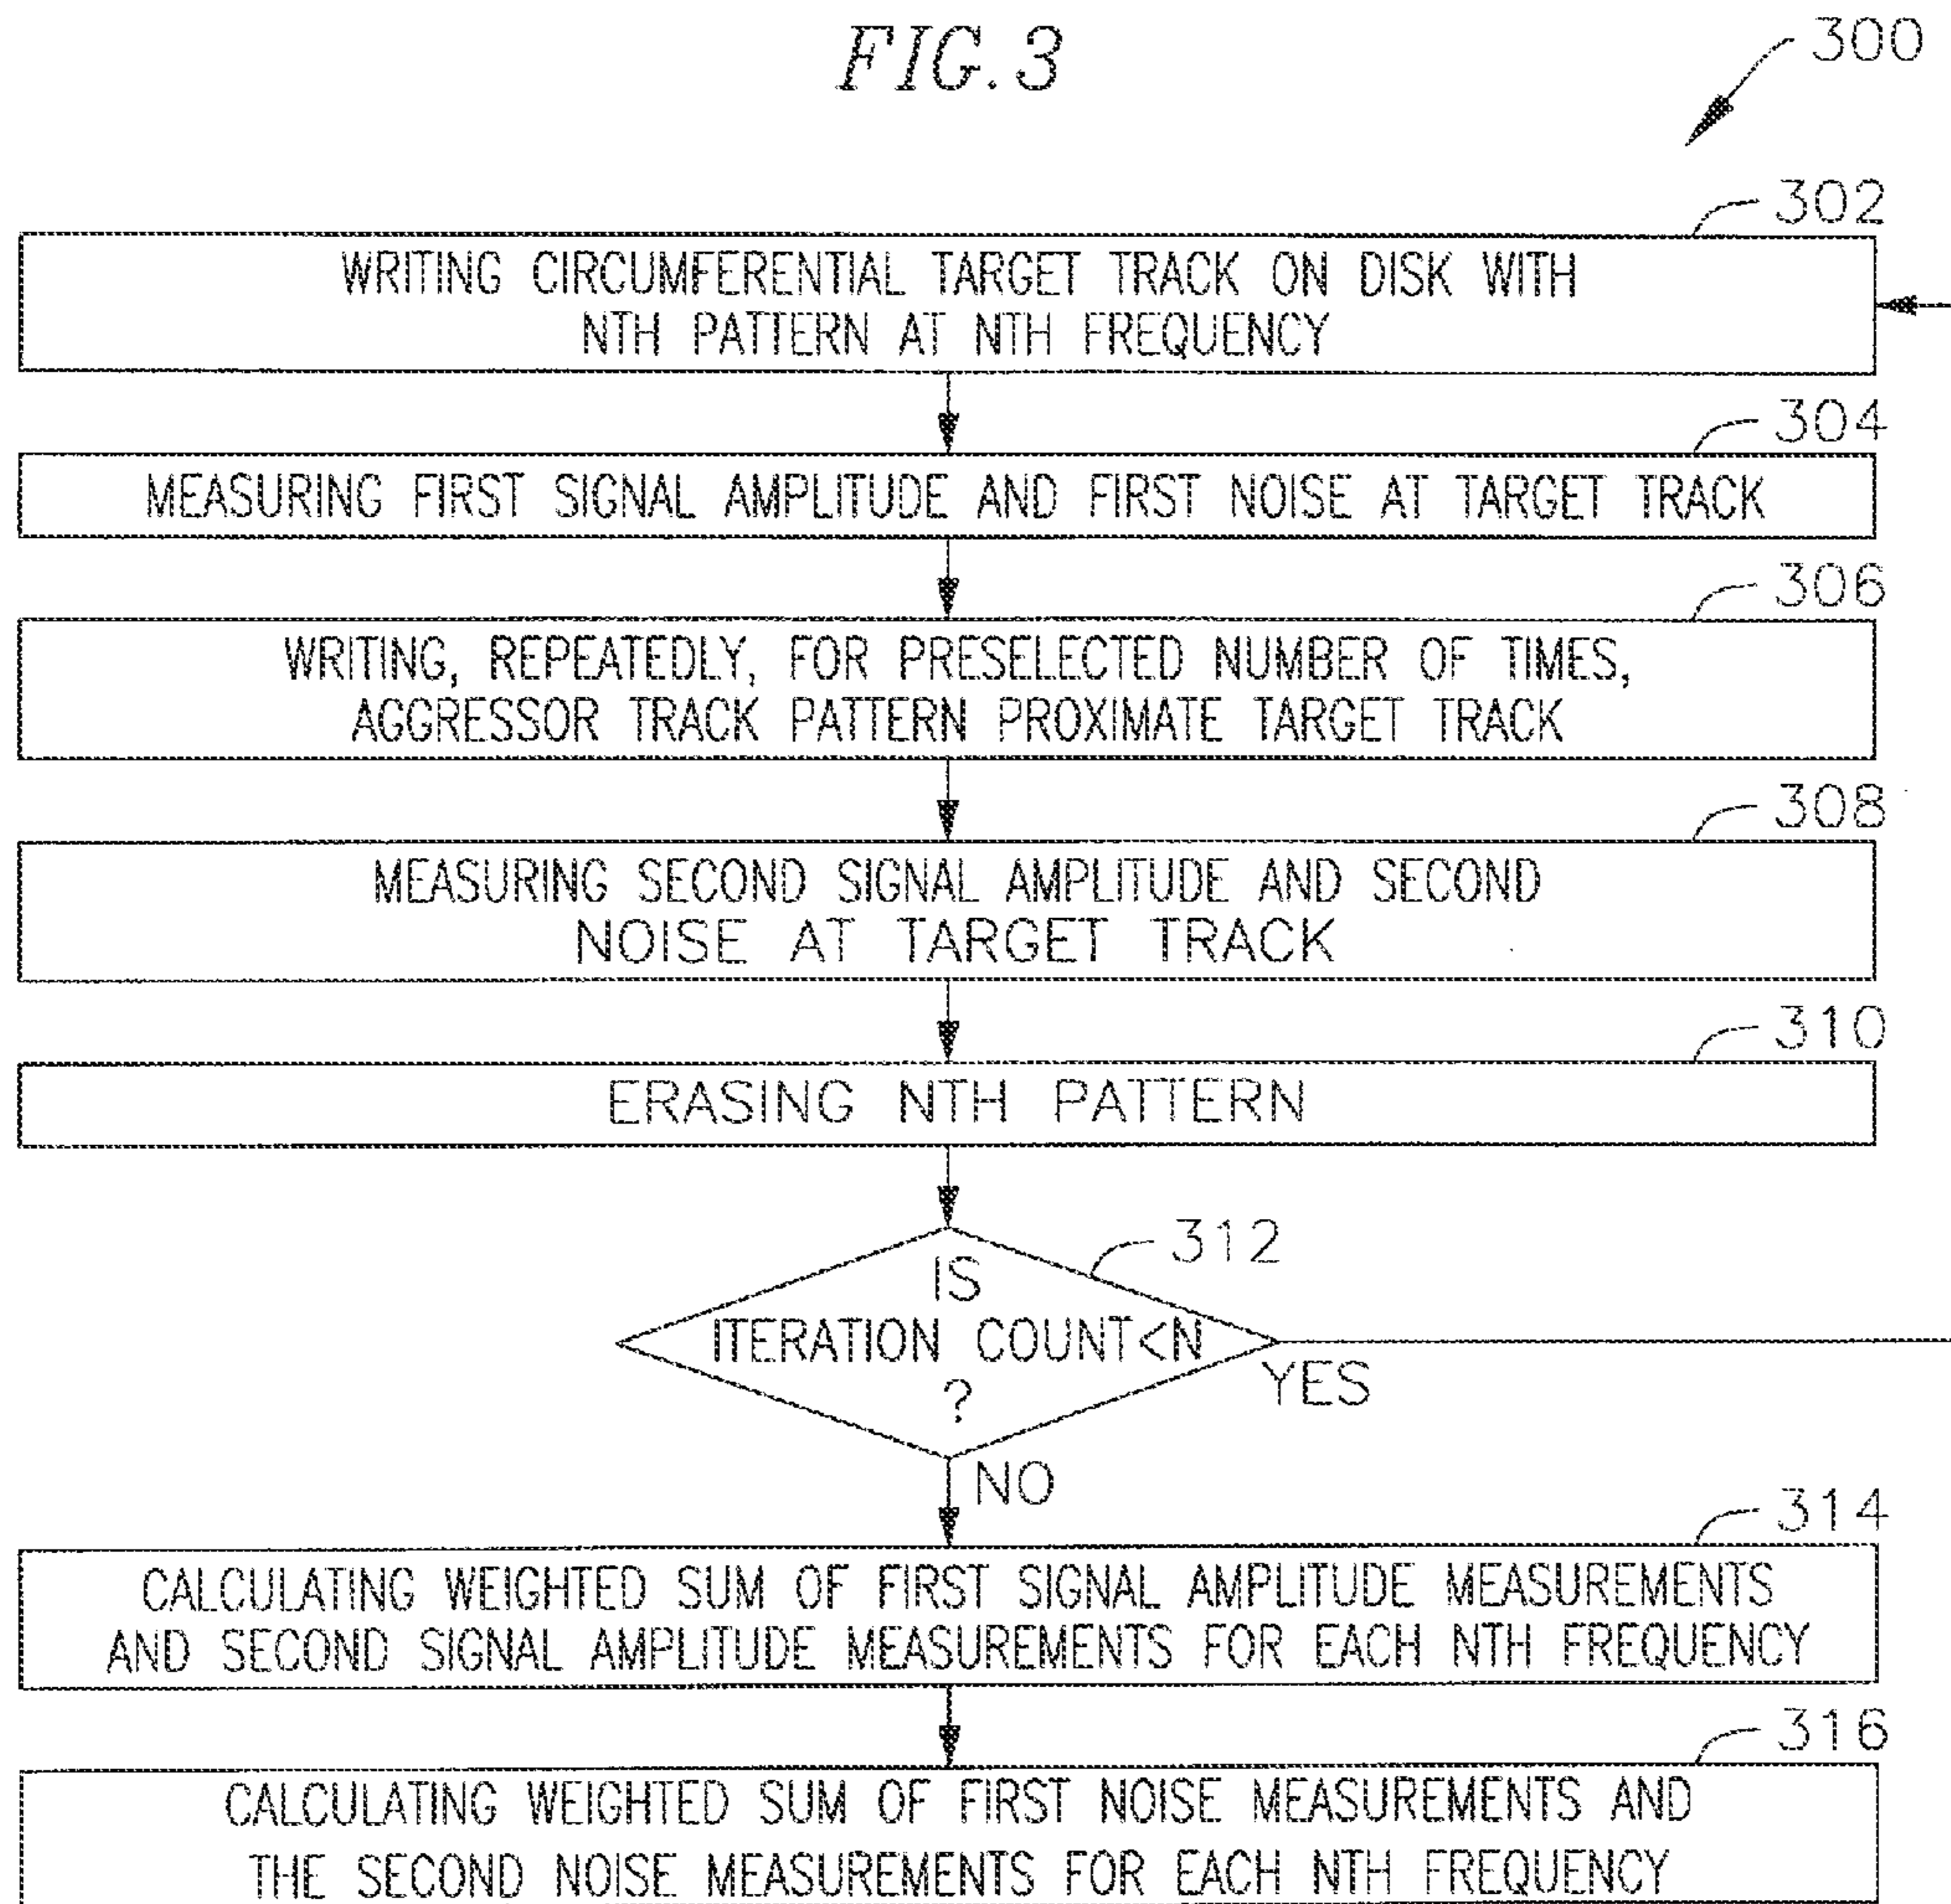 FIG. 3
300
302
WRITING CIRCUMFERENTIAL TARGET TRACK ON DISK WITH
NTH PATTERN AT NTH FREQUENCY
304
MEASURING FIRST SIGNAL AMPLITUDE AND FIRST NOISE AT TARGET TRACK
306
WRITING, REPEATEDLY, FOR PRESELECTED NUMBER OF TIMES,
AGGRESSOR TRACK PATTERN PROXIMATE TARGET TRACK
308
MEASURING SECOND SIGNAL AMPLITUDE AND SECOND
NOISE AT TARGET TRACK
310
ERASING NTH PATTERN
312
IS
ITERATION COUNT<N
?
YES
NO
314
CALCULATING WEIGHTED SUM OF FIRST SIGNAL AMPLITUDE MEASUREMENTS
AND SECOND SIGNAL AMPLITUDE MEASUREMENTS FOR EACH NTH FREQUENCY
316
CALCULATING WEIGHTED SUM OF FIRST NOISE MEASUREMENTS AND
THE SECOND NOISE MEASUREMENTS FOR EACH NTH FREQUENCY